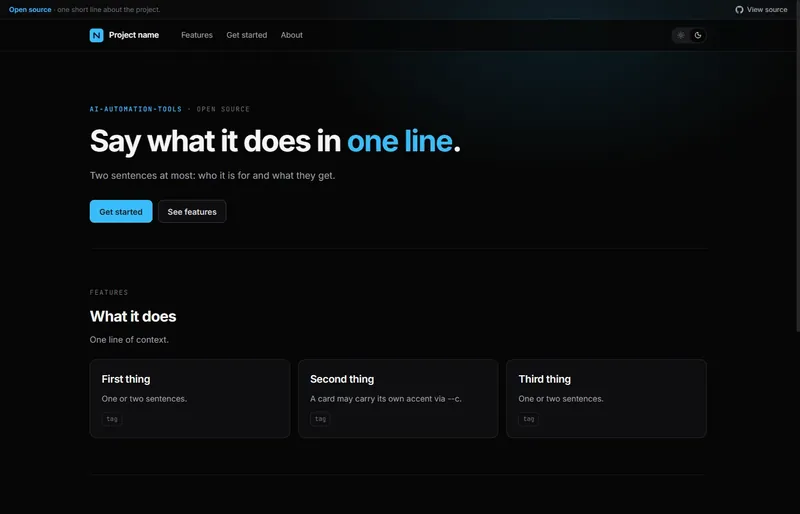 Open source · one short line about the project.
View source
N Project name
Features
Get started
About
AI-AUTOMATION-TOOLS · OPEN SOURCE
Say what it does in one line.
Two sentences at most: who it is for and what they get.
Get started
See features
FEATURES
What it does
One line of context.
First thing
One or two sentences.
tag
Second thing
A card may carry its own accent via --c.
tag
Third thing
One or two sentences.
tag